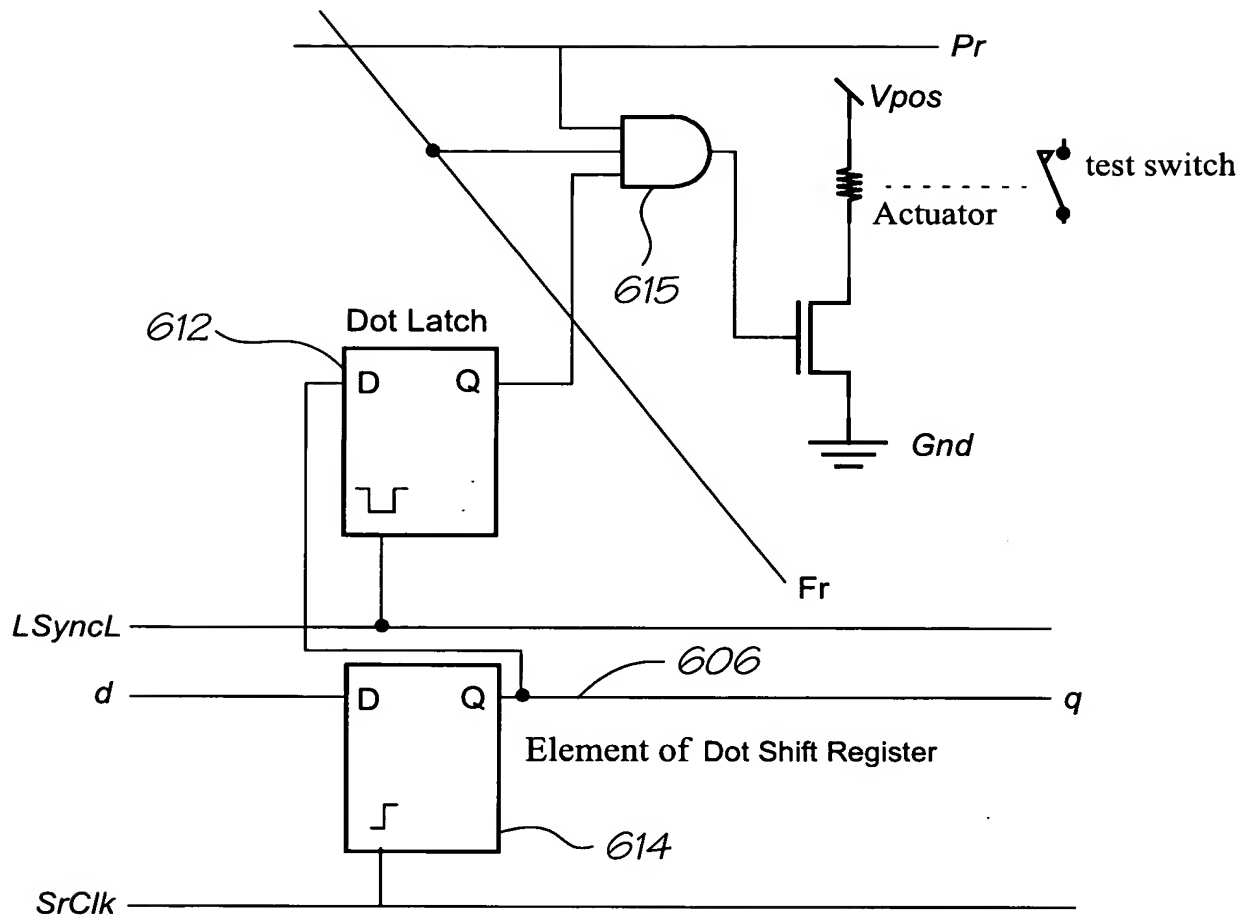 Pr
Vpos
test switch
Actuator
615
612
Dot Latch
D Q
Gnd
Fr
LSyncL
606
d
D Q
q
Element of Dot Shift Register
614
SrClk